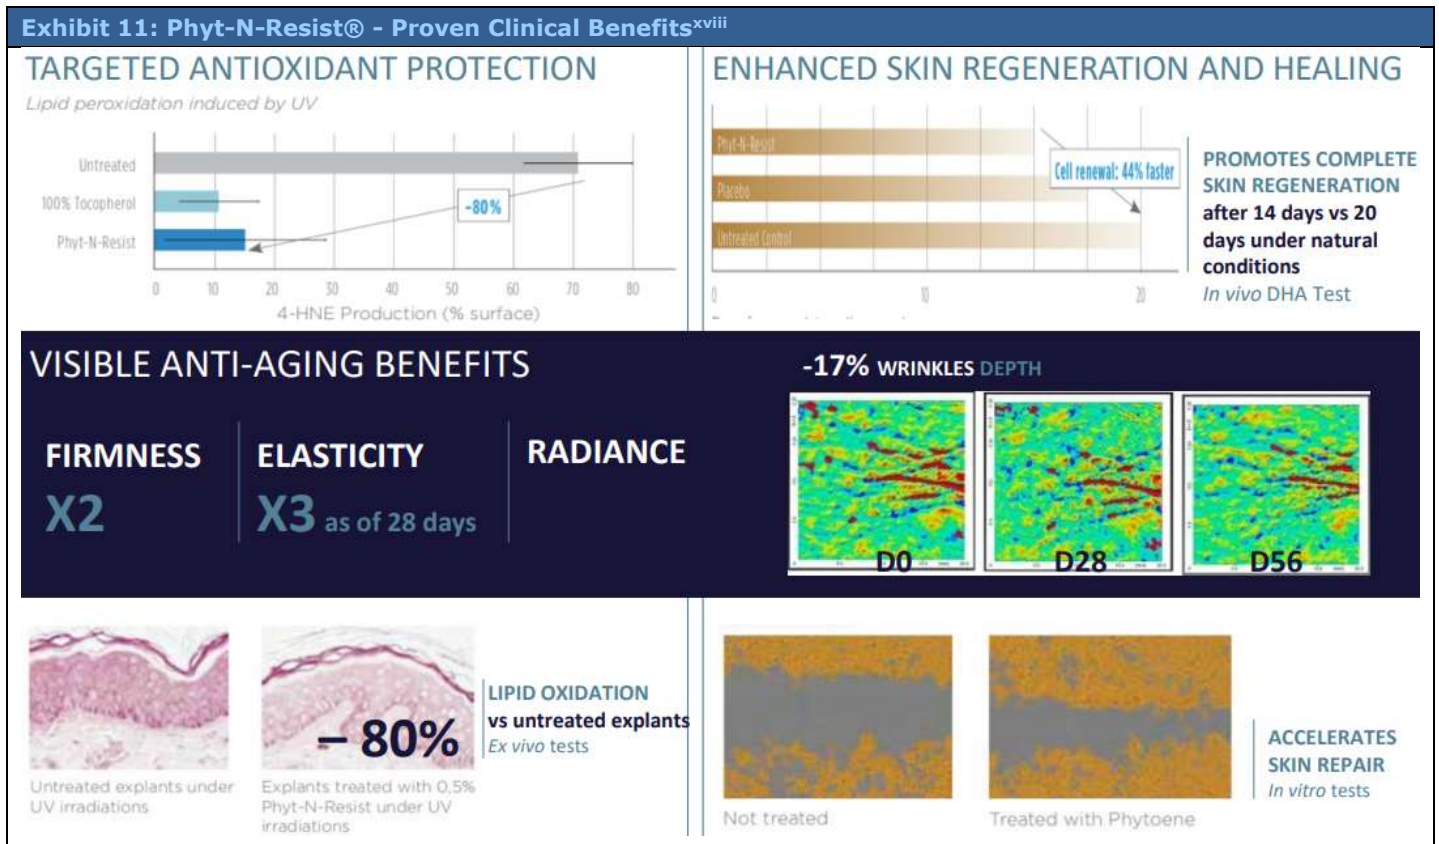 Exhibit 11: Phyt-N-Resist® - Proven Clinical Benefitsxviii
TARGETED ANTIOXIDANT PROTECTION
Lipid peroxidation induced by UV
Untreated
100% Tocopherol
Phyt-N-Resist
-80%
0 10 20 30 40 50 60 70 80
4-HNE Production (% surface)
ENHANCED SKIN REGENERATION AND HEALING
Phyt-N-Resist
Placebo
Untreated Control
Cell renewal: 44% faster
0 10 20
PROMOTES COMPLETE
SKIN REGENERATION
after 14 days vs 20
days under natural
conditions
In vivo DHA Test
VISIBLE ANTI-AGING BENEFITS
FIRMNESS
X2
ELASTICITY
X3 as of 28 days
RADIANCE
-17% WRINKLES DEPTH
D0
D28
D56
Untreated explants under
UV irradiations
– 80%
Explants treated with 0,5%
Phyt-N-Resist under UV
irradiations
LIPID OXIDATION
vs untreated explants
Ex vivo tests
Not treated
Treated with Phytoene
ACCELERATES
SKIN REPAIR
In vitro tests